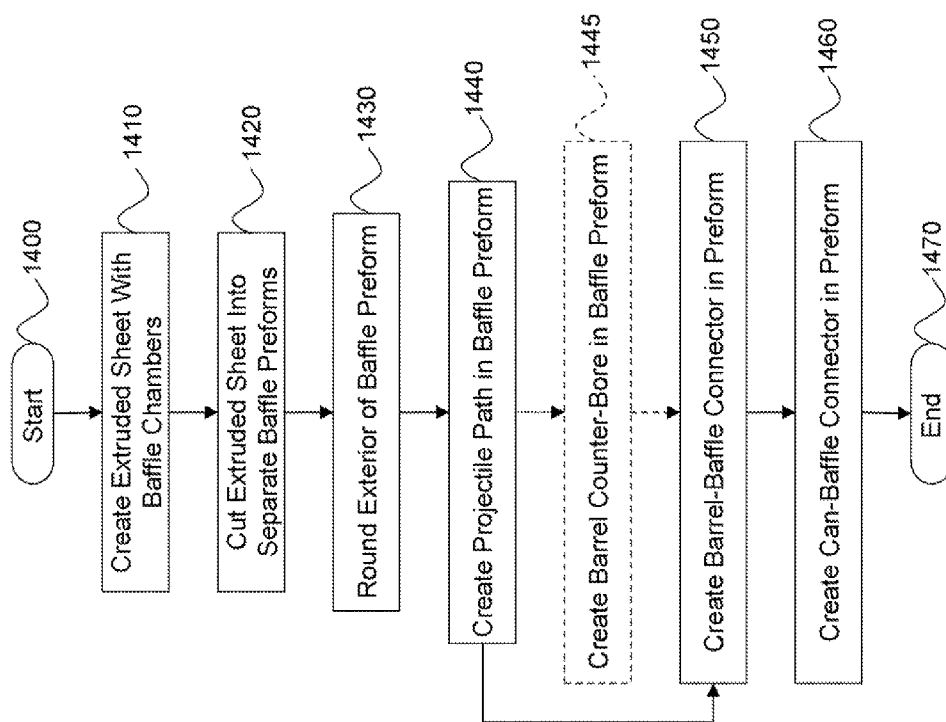 Start
1400
Create Extruded Sheet With
Baffle Chambers
1410
Cut Extruded Sheet Into
Separate Baffle Preforms
1420
Round Exterior of Baffle Preform
1430
Create Projectile Path in Baffle Preform
1440
Create Barrel Counter-Bore in Baffle Preform
1445
Create Barrel-Baffle Connector in Preform
1450
Create Can-Baffle Connector in Preform
1460
End
1470